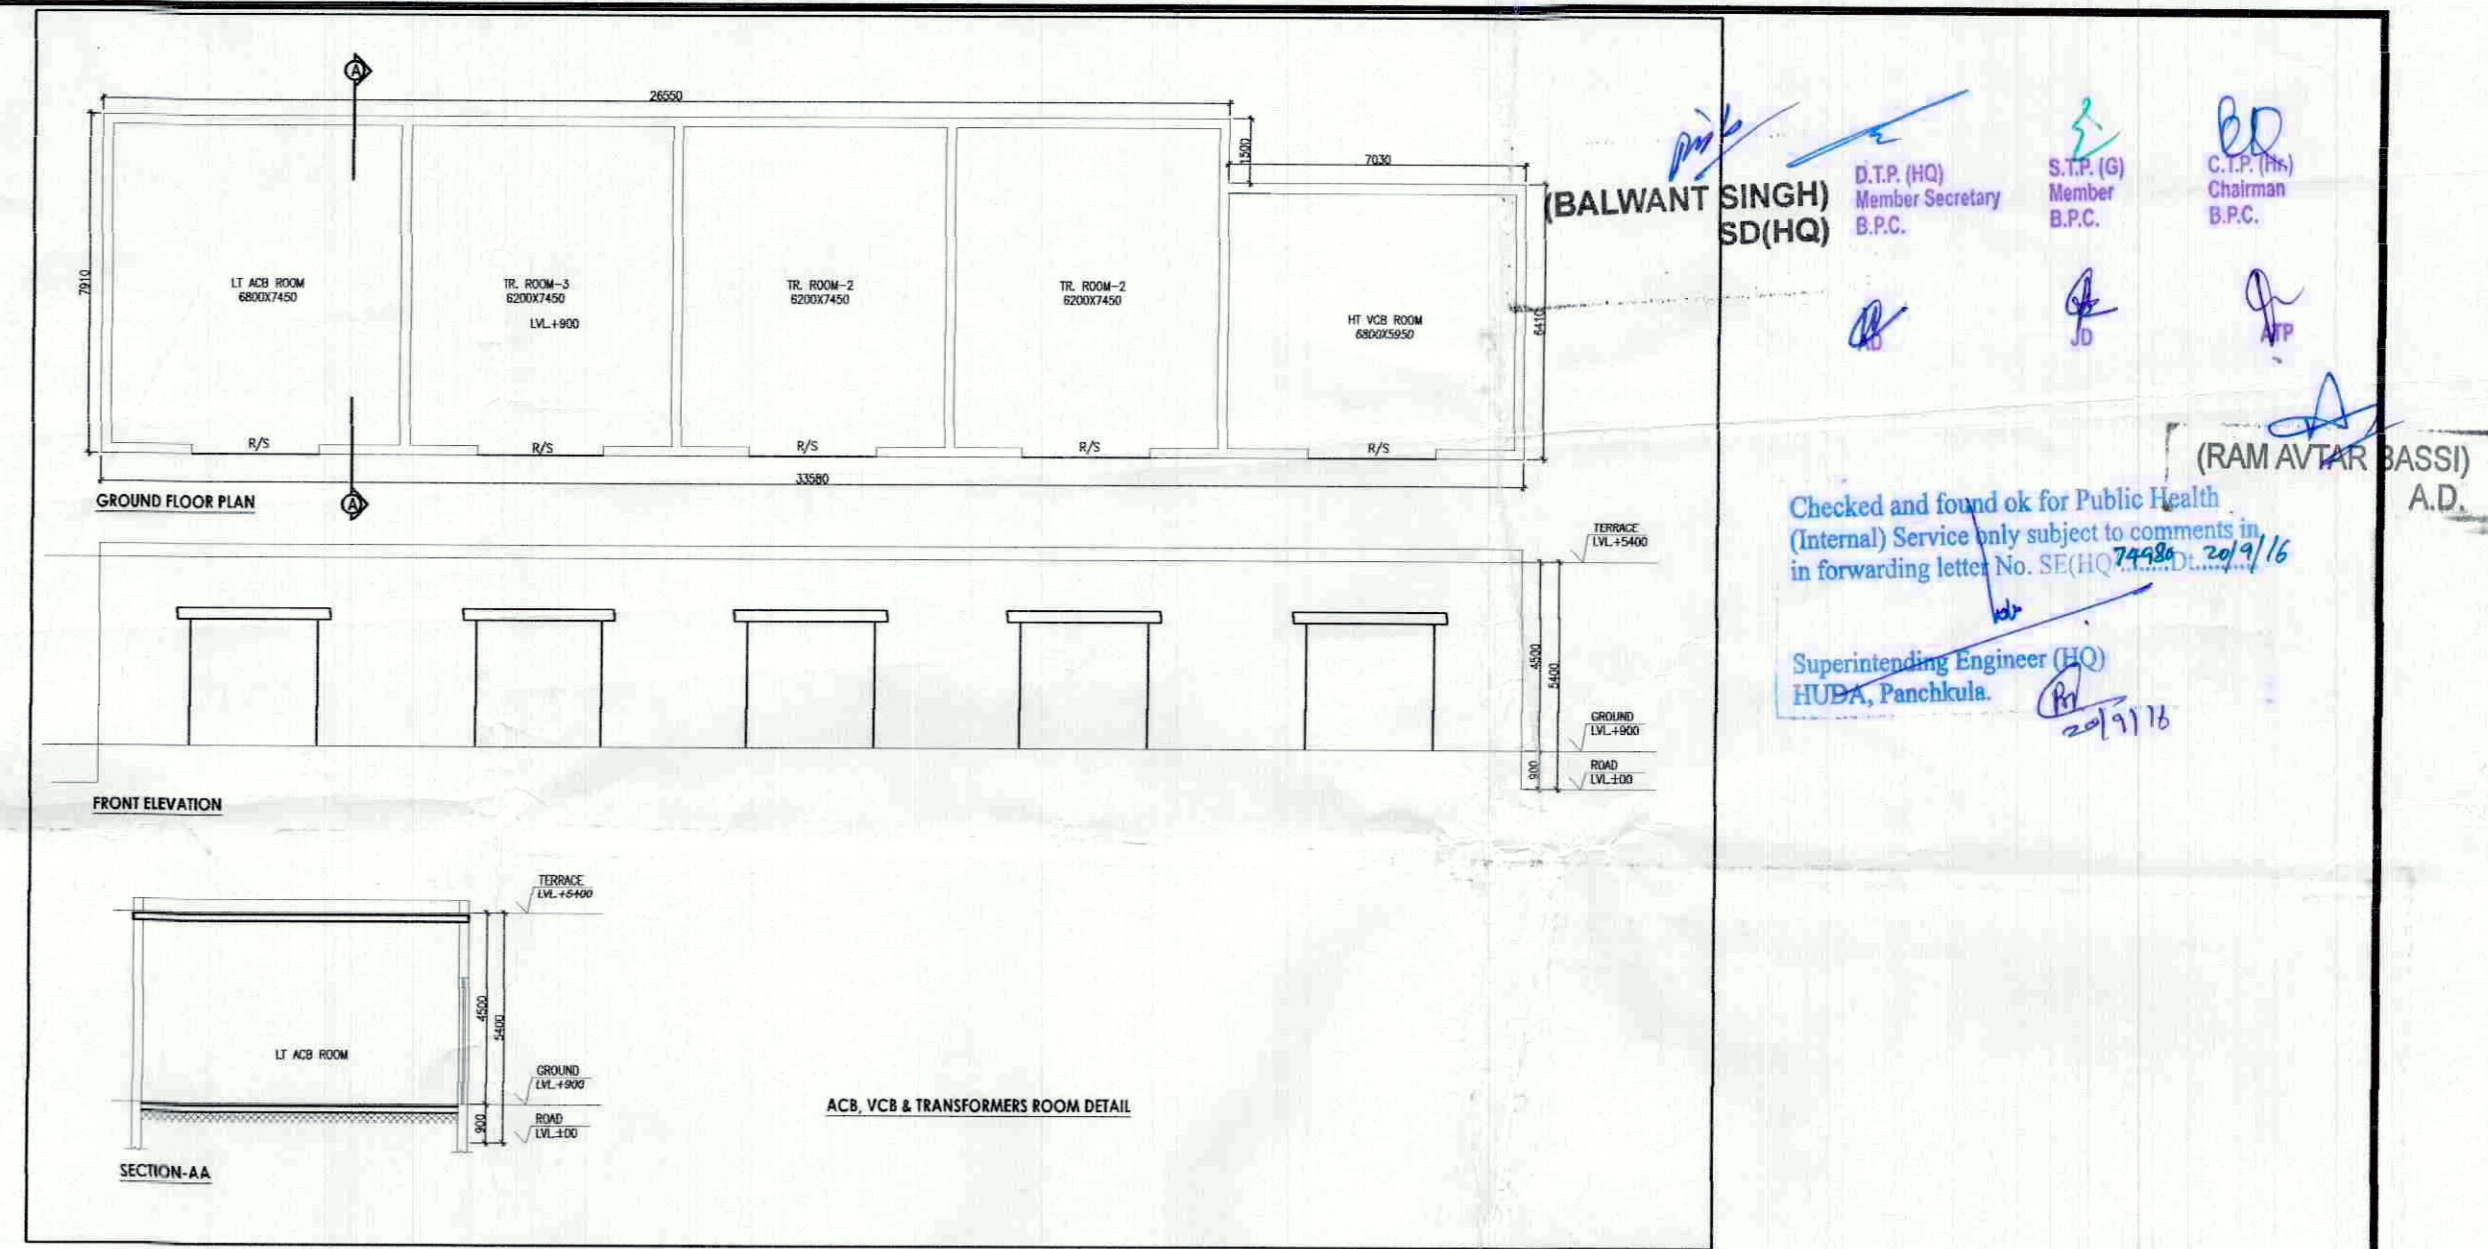 A
26550
1500
7030
7910
LT ACB ROOM
6800X7450
TR. ROOM-3
6200X7450
LVL.+900
TR. ROOM-2
6200X7450
TR. ROOM-2
6200X7450
HT VCB ROOM
6800X5950
6410
R/S
R/S
R/S
R/S
R/S
33580
GROUND FLOOR PLAN
A
TERRACE
LVL.+5400
4500
5400
GROUND
LVL.+900
900
ROAD
LVL.±00
FRONT ELEVATION
TERRACE
LVL.+5400
4500
5400
LT ACB ROOM
GROUND
LVL.+900
900
ROAD
LVL.±00
SECTION-AA
ACB, VCB & TRANSFORMERS ROOM DETAIL
(BALWANT SINGH)
SD(HQ)
D.T.P. (HQ)
Member Secretary
B.P.C.
S.T.P. (G)
Member
B.P.C.
C.T.P. (Hr.)
Chairman
B.P.C.
AD
JD
ATP
(RAM AVTAR BASSI)
A.D.
Checked and found ok for Public Health
(Internal) Service only subject to comments in
in forwarding letter No. SE(HQ 74980 Dt. 20/9/16
Superintending Engineer (HQ)
HUDA, Panchkula.
20/9/16